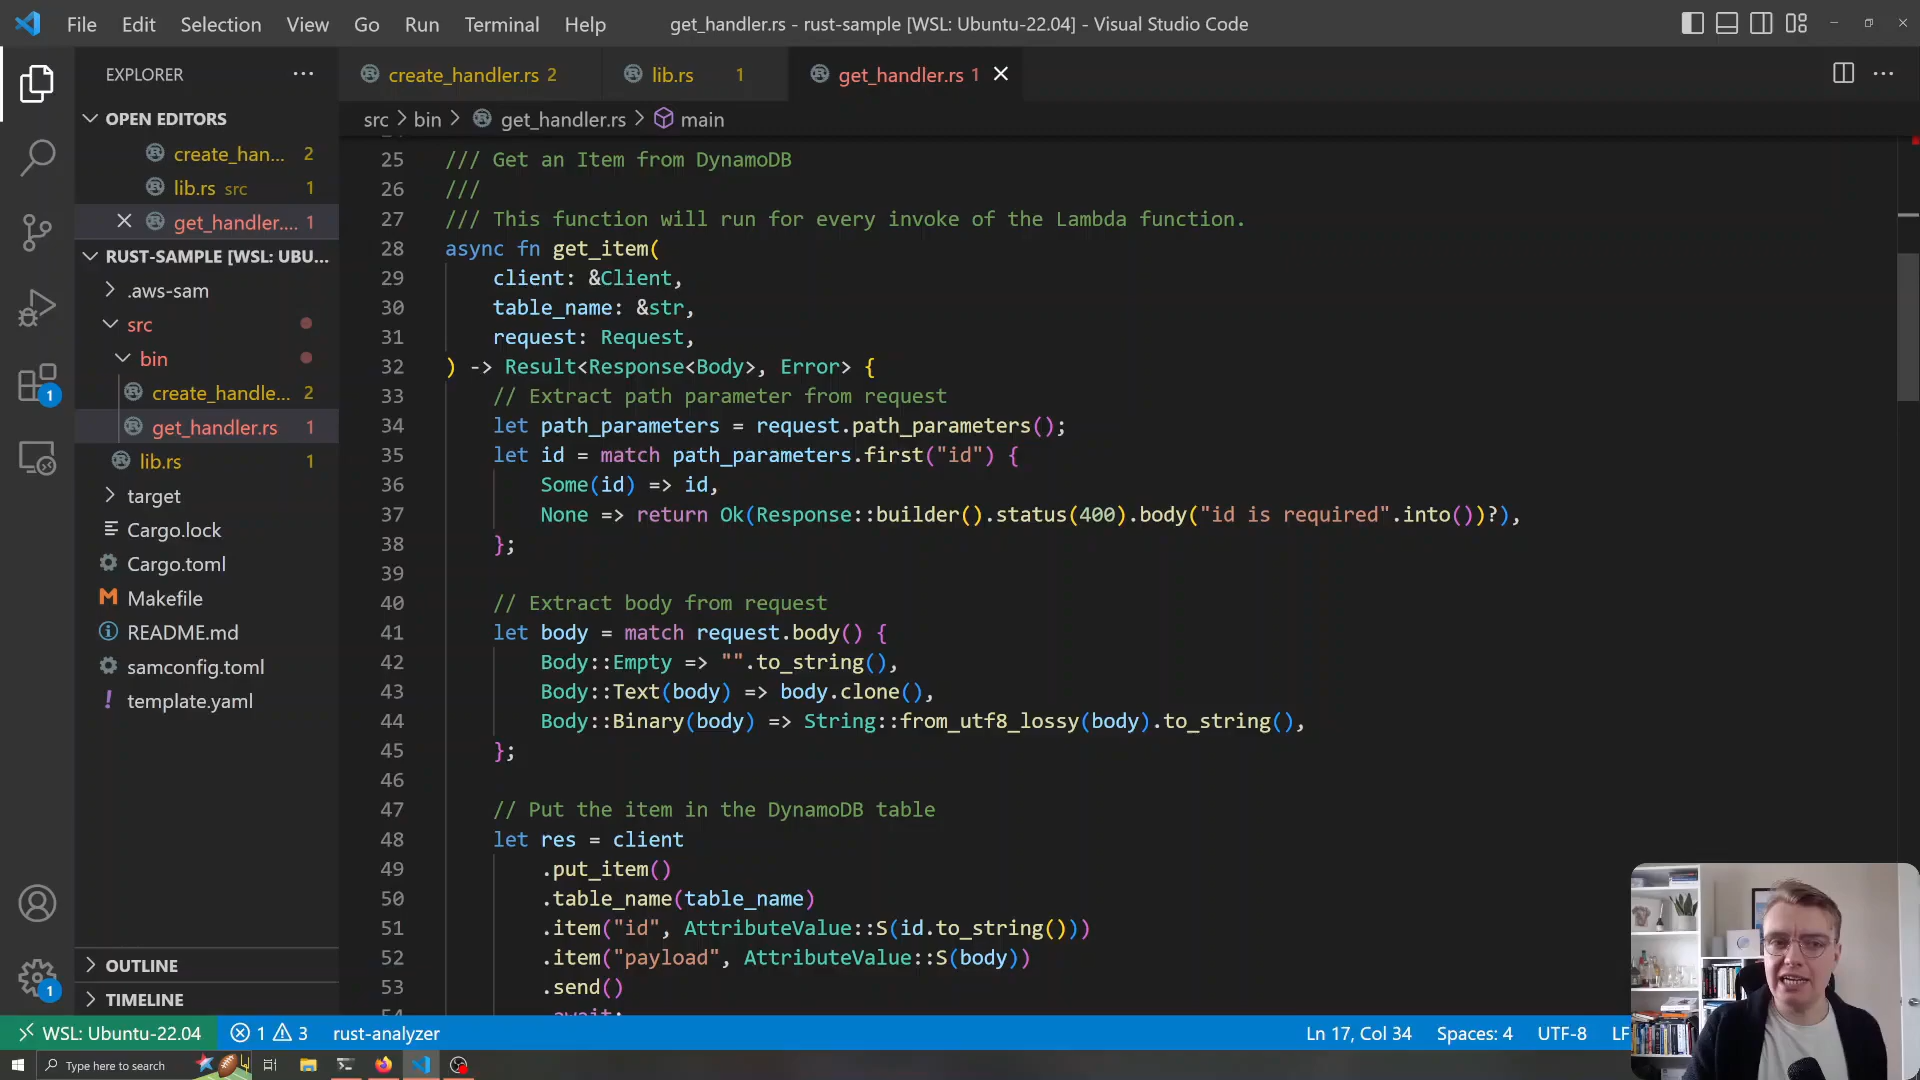 File Edit Selection View Go Run Terminal Help get_handler.rs - rust-sample [WSL: Ubuntu-22.04] - Visual Studio Code
EXPLORER
create_handler.rs 2
lib.rs 1
get_handler.rs 1
src > bin > get_handler.rs > main
OPEN EDITORS
create_han... 2
lib.rs src 1
get_handler.... 1
RUST-SAMPLE [WSL: UBU...
.aws-sam
src
bin
create_handle... 2
get_handler.rs 1
lib.rs 1
target
Cargo.lock
Cargo.toml
Makefile
README.md
samconfig.toml
template.yaml
OUTLINE
TIMELINE
1
1
25 /// Get an Item from DynamoDB
26 ///
27 /// This function will run for every invoke of the Lambda function.
28 async fn get_item(
29     client: &Client,
30     table_name: &str,
31     request: Request,
32 ) -> Result<Response<Body>, Error> {
33     // Extract path parameter from request
34     let path_parameters = request.path_parameters();
35     let id = match path_parameters.first("id") {
36         Some(id) => id,
37         None => return Ok(Response::builder().status(400).body("id is required".into())?),
38     };
39
40     // Extract body from request
41     let body = match request.body() {
42         Body::Empty => "".to_string(),
43         Body::Text(body) => body.clone(),
44         Body::Binary(body) => String::from_utf8_lossy(body).to_string(),
45     };
46
47     // Put the item in the DynamoDB table
48     let res = client
49         .put_item()
50         .table_name(table_name)
51         .item("id", AttributeValue::S(id.to_string()))
52         .item("payload", AttributeValue::S(body))
53         .send()
WSL: Ubuntu-22.04 1 3 rust-analyzer Ln 17, Col 34 Spaces: 4 UTF-8 LF
Type here to search